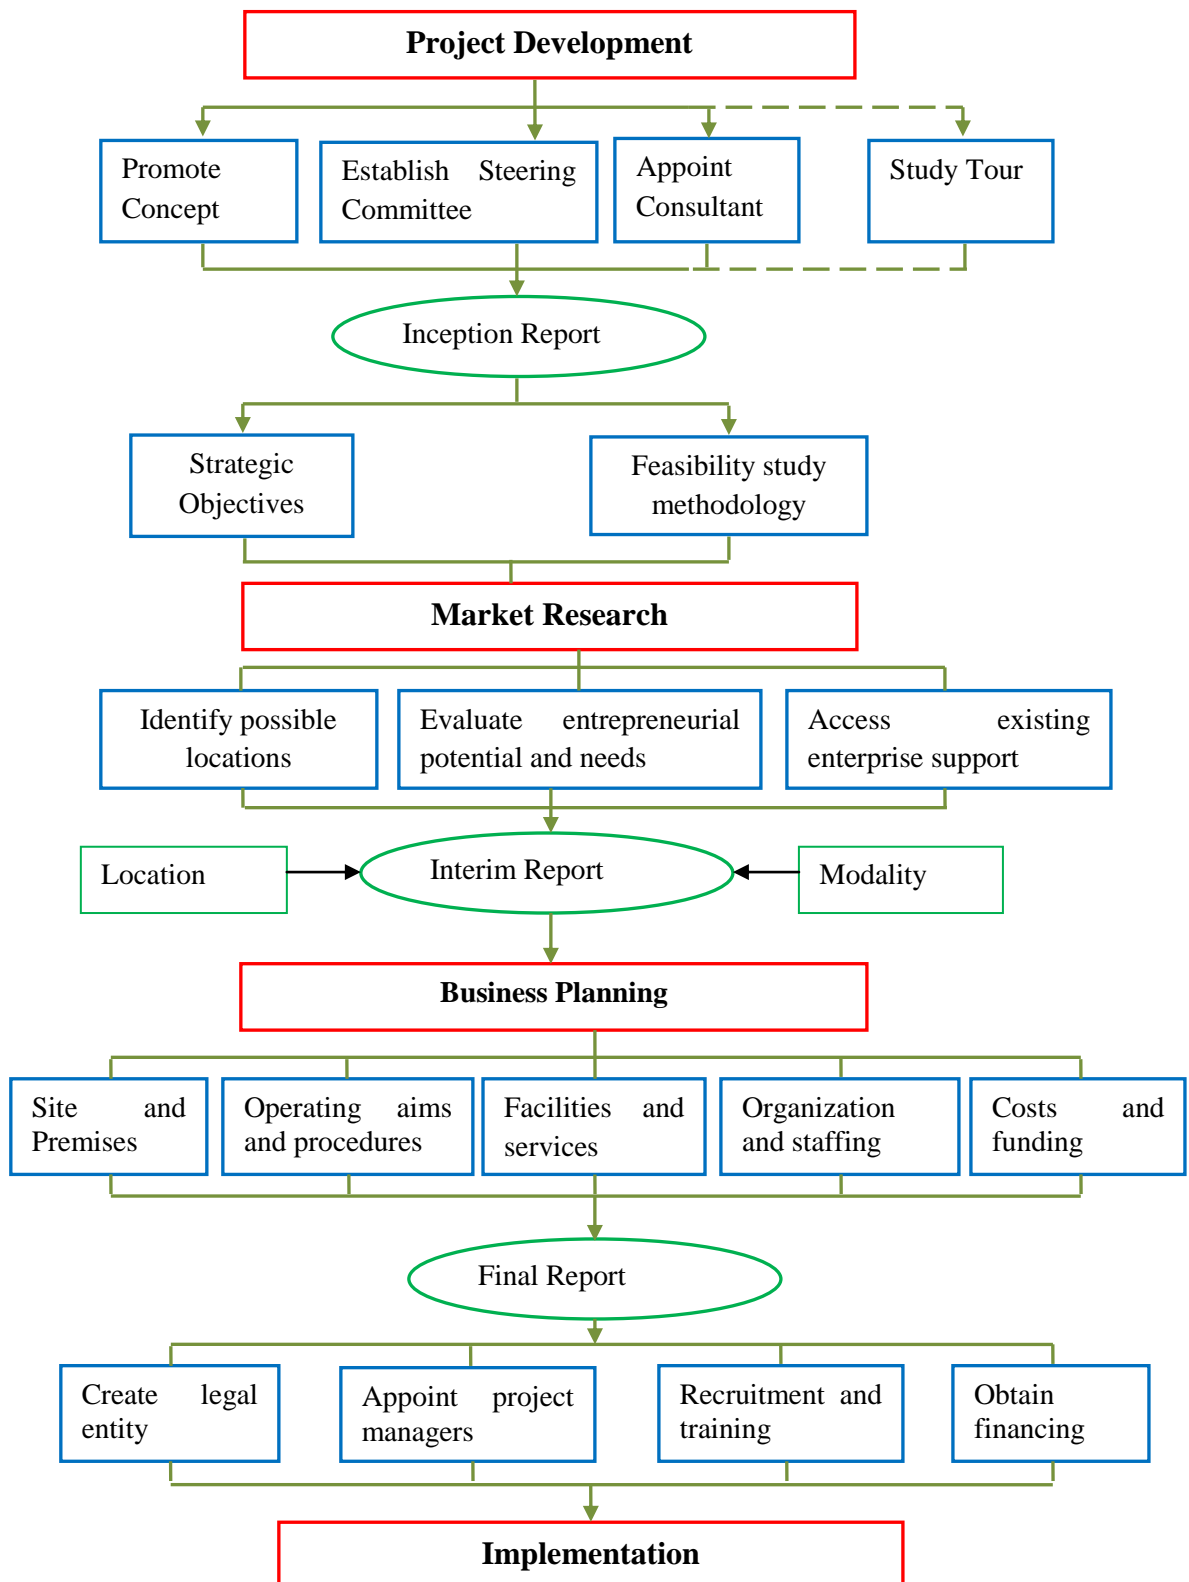 Project Development
Promote
Concept
Establish Steering
Committee
Appoint
Consultant
Study Tour
Inception Report
Strategic
Objectives
Feasibility study
methodology
Market Research
Identify possible
locations
Evaluate entrepreneurial
potential and needs
Access existing
enterprise support
Location
Interim Report
Modality
Business Planning
Site and
Premises
Operating aims
and procedures
Facilities and
services
Organization
and staffing
Costs and
funding
Final Report
Create legal
entity
Appoint project
managers
Recruitment and
training
Obtain
financing
Implementation